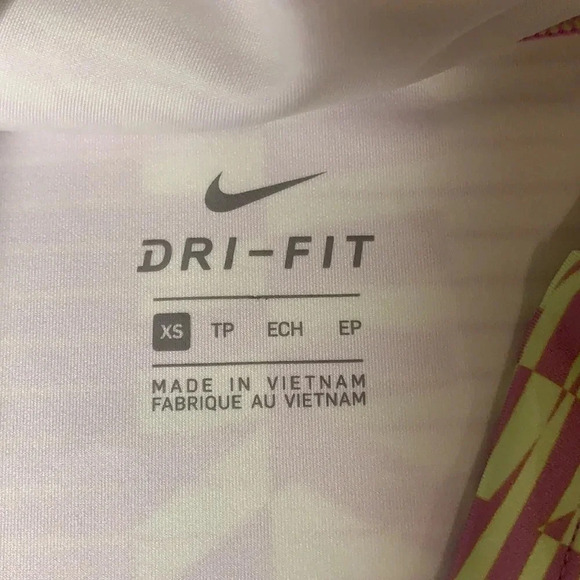 DRI-FIT
XS TP ECH EP
MADE IN VIETNAM
FABRIQUE AU VIETNAM